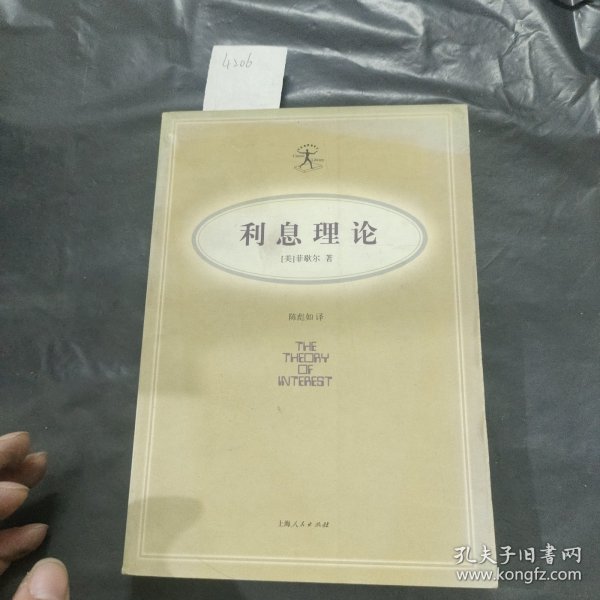 4206
利息理论
[美]菲歇尔 著
陈彪如 译
THE
THEORY
OF
INTEREST
上海人民出版社
孔夫子旧书网
www.kongfz.com